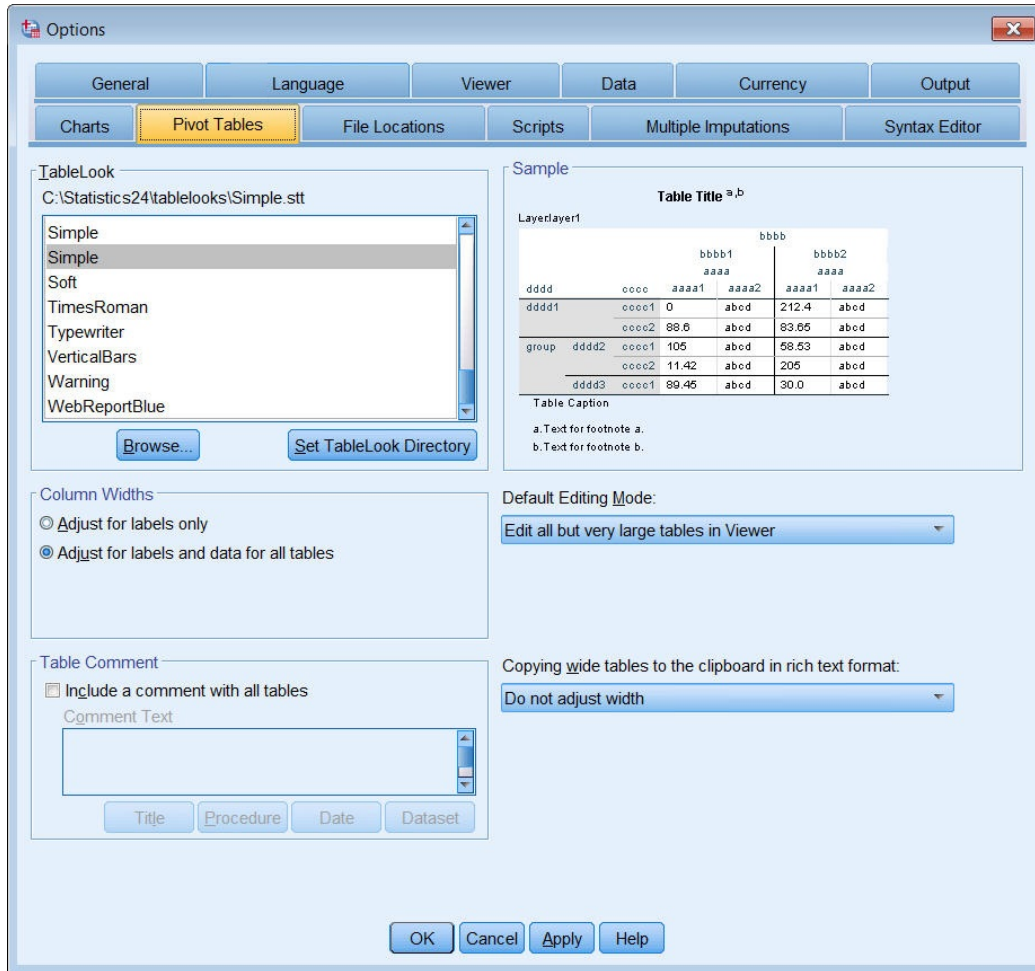 Options
General Language Viewer Data Currency Output
Charts Pivot Tables File Locations Scripts Multiple Imputations Syntax Editor
TableLook
C:\Statistics24\tablelooks\Simple.stt
Simple
Simple
Soft
TimesRoman
Typewriter
VerticalBars
Warning
WebReportBlue
Browse... Set TableLook Directory
Sample
Table Title a,b
Layer:layer1
bbbb
bbbb1 bbbb2
aaaa aaaa
dddd cccc aaaa1 aaaa2 aaaa1 aaaa2
dddd1 cccc1 0 abcd 212.4 abcd
cccc2 88.6 abcd 83.65 abcd
group dddd2 cccc1 105 abcd 58.53 abcd
cccc2 11.42 abcd 205 abcd
dddd3 cccc1 89.45 abcd 30.0 abcd
Table Caption
a.Text for footnote a.
b.Text for footnote b.
Column Widths
Adjust for labels only
Adjust for labels and data for all tables
Default Editing Mode:
Edit all but very large tables in Viewer
Table Comment
Include a comment with all tables
Comment Text
Title Procedure Date Dataset
Copying wide tables to the clipboard in rich text format:
Do not adjust width
OK Cancel Apply Help